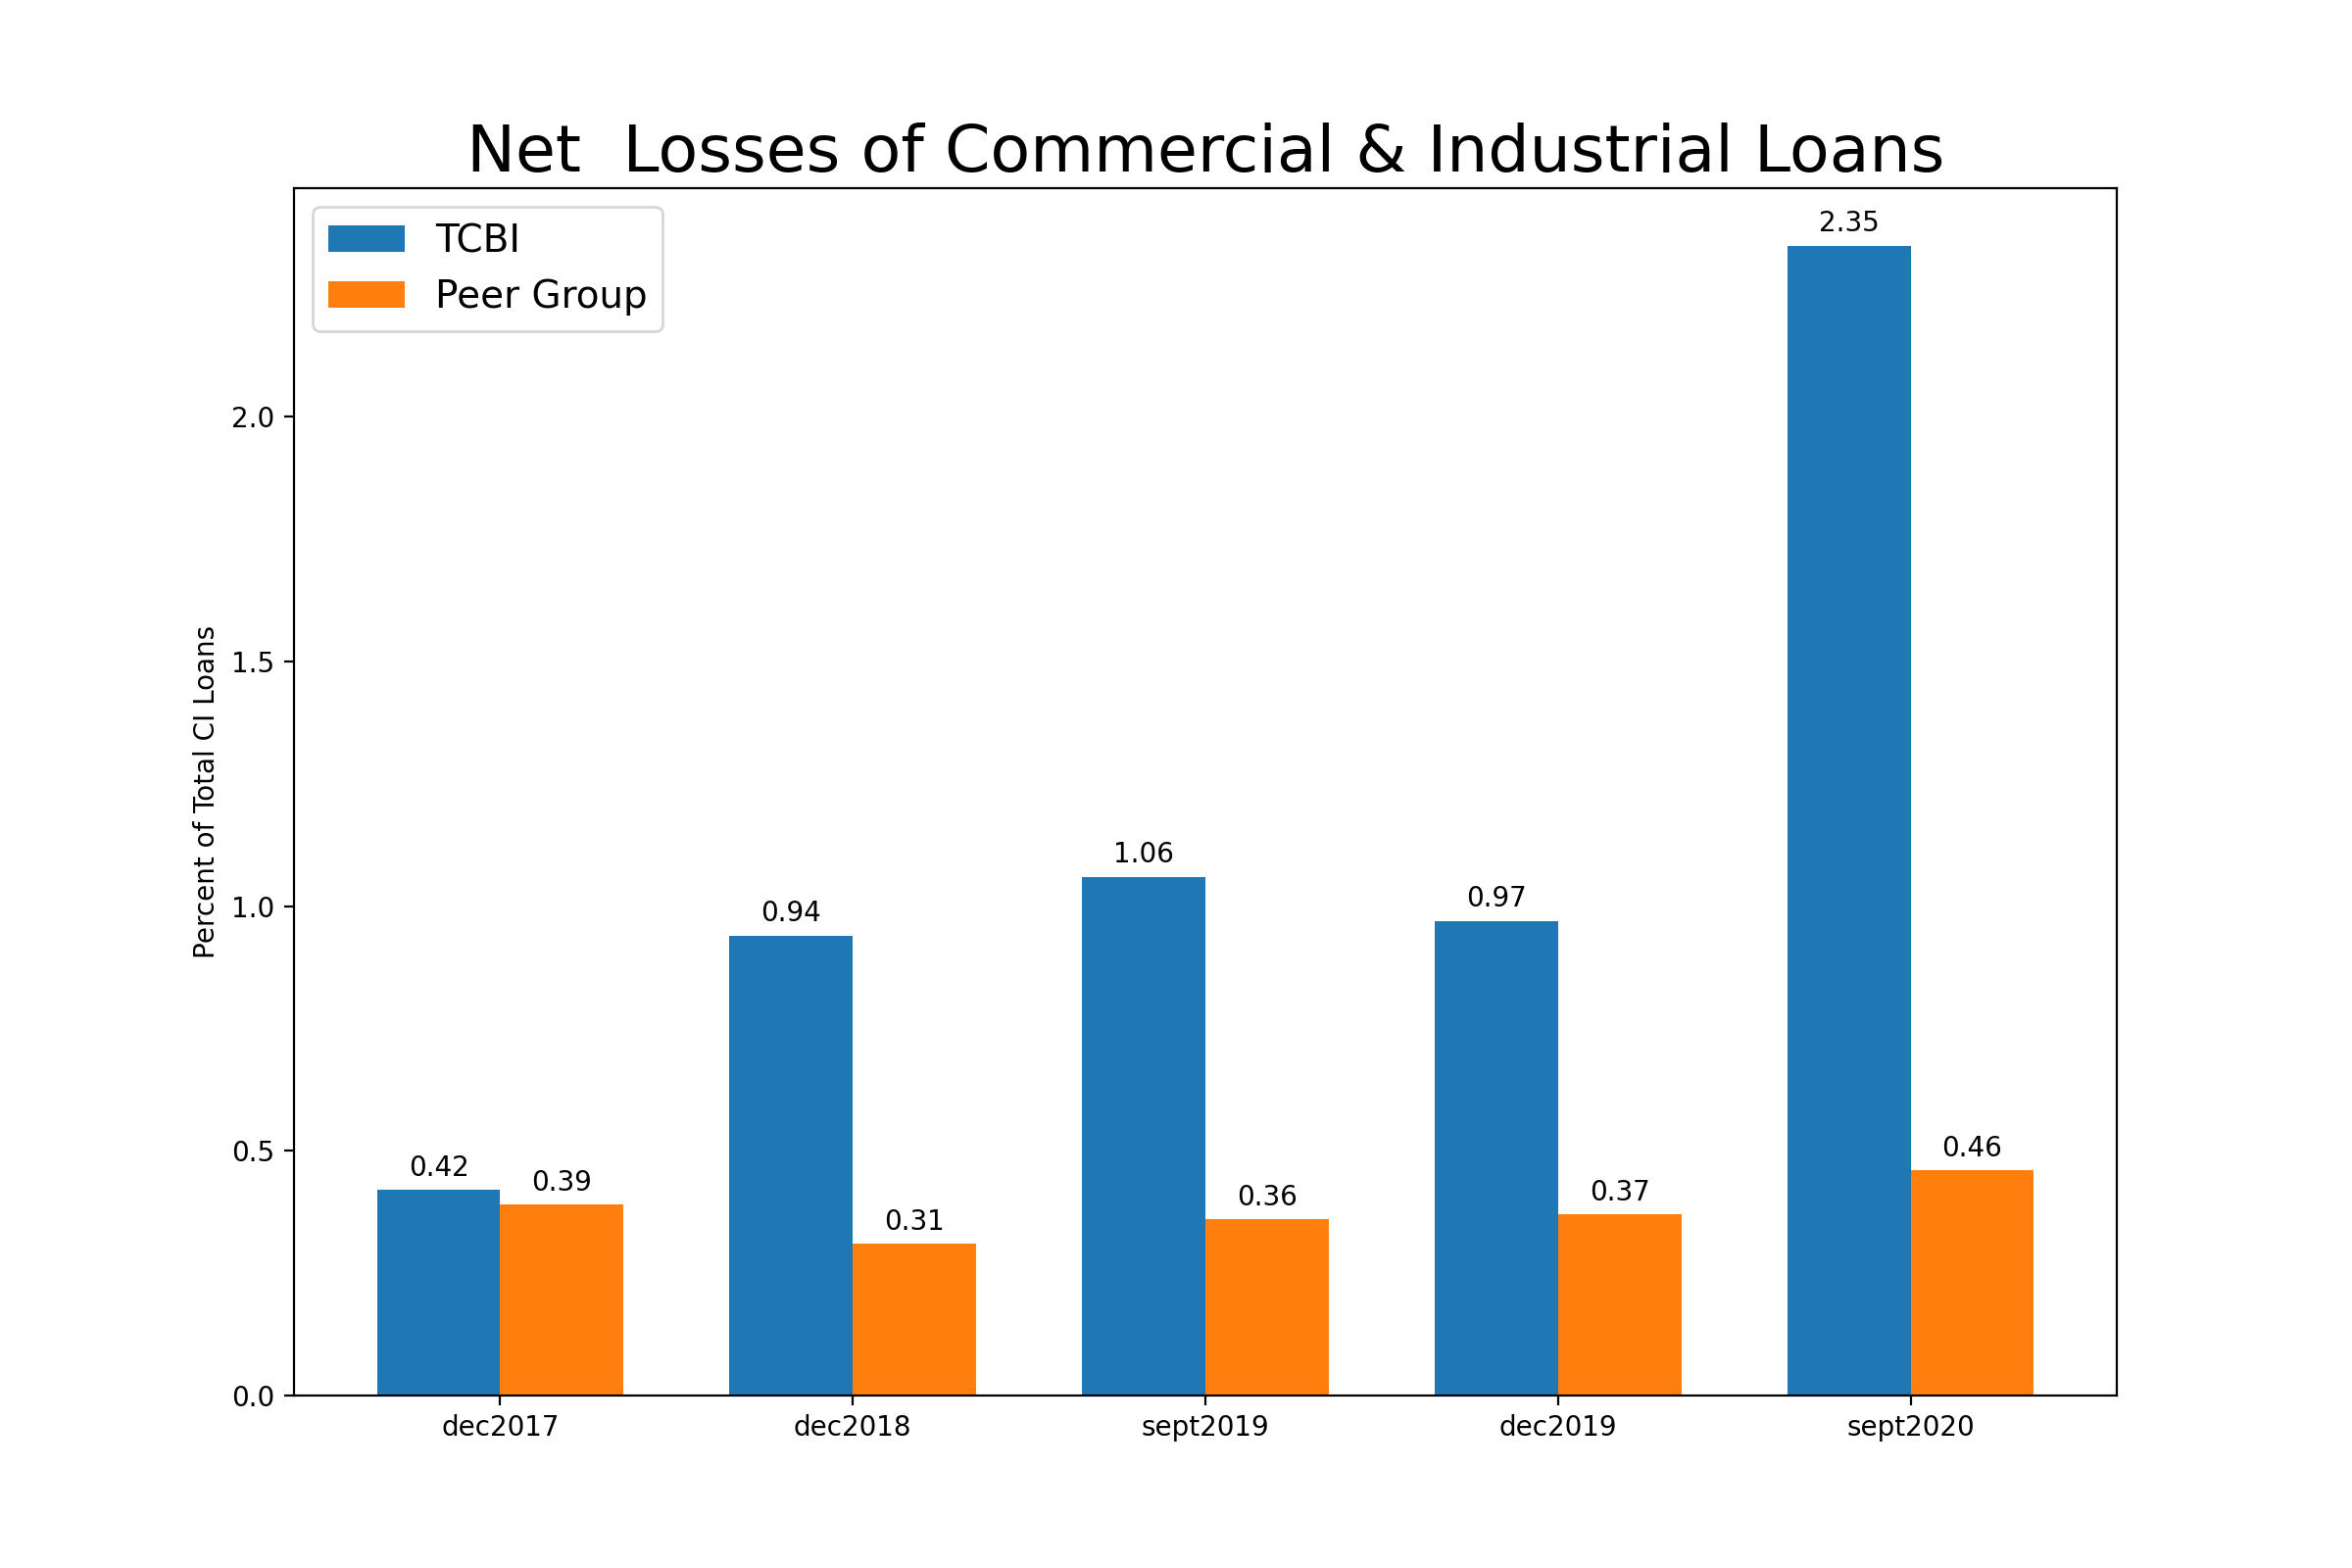 Net  Losses of Commercial & Industrial Loans
TCBI
Peer Group
Percent of Total CI Loans
2.0
1.5
1.0
0.5
0.0
0.42
0.39
0.94
0.31
1.06
0.36
0.97
0.37
2.35
0.46
dec2017
dec2018
sept2019
dec2019
sept2020